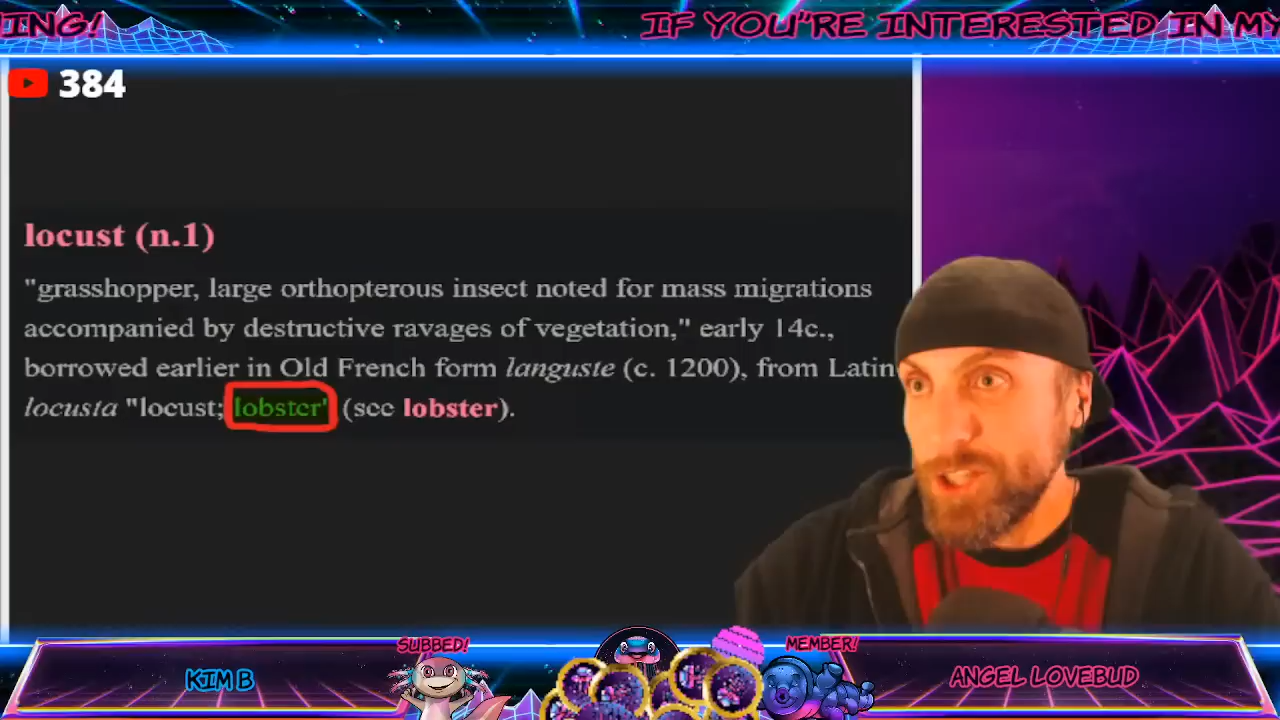 ING!
IF YOU'RE INTERESTED IN MY
384
locust (n.1)
"grasshopper, large orthopterous insect noted for mass migrations
accompanied by destructive ravages of vegetation," early 14c.,
borrowed earlier in Old French form languste (c. 1200), from Latin
locusta "locust; lobster" (see lobster).
SUBBED!
MEMBER!
KIM B
ANGEL LOVEBUD